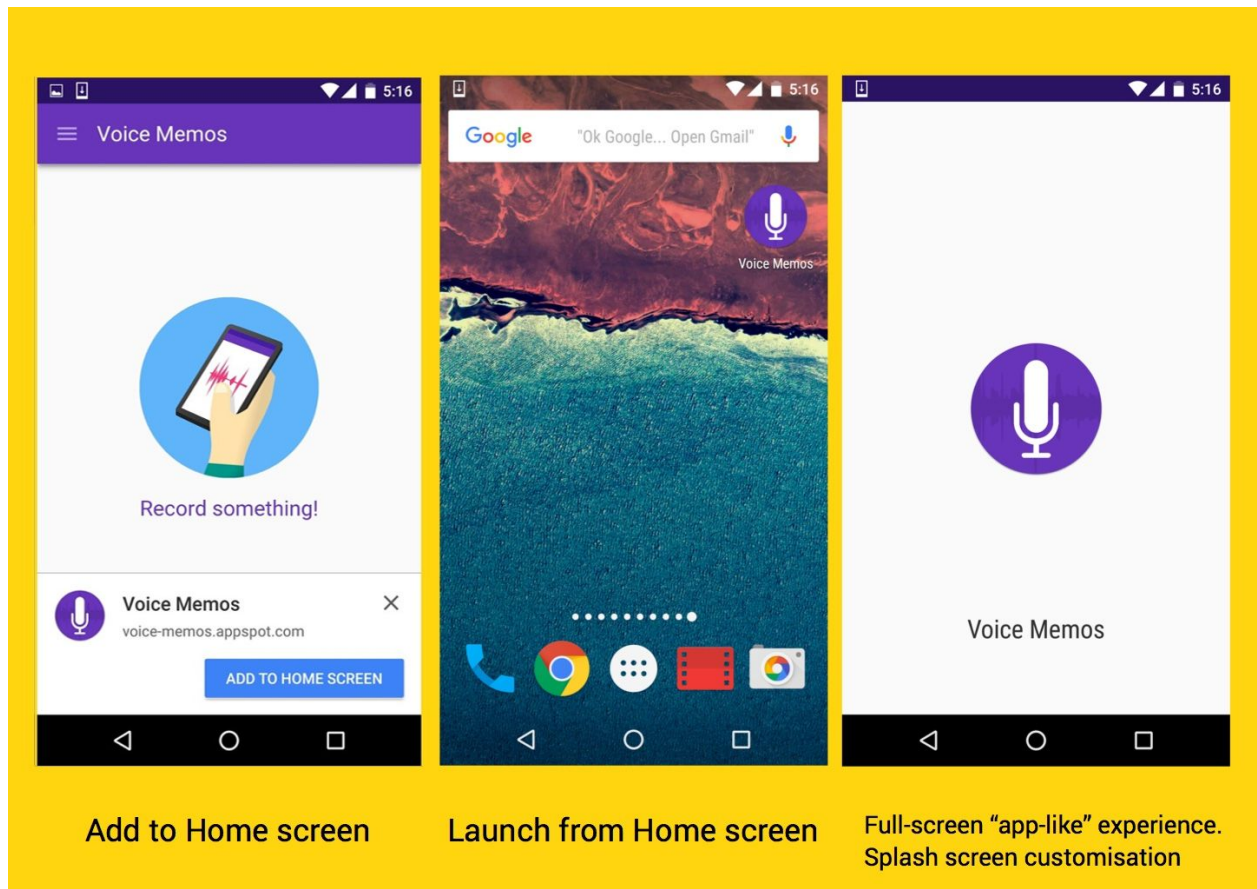 5:16
Voice Memos
Record something!
Voice Memos
voice-memos.appspot.com
ADD TO HOME SCREEN
Add to Home screen
5:16
Google "Ok Google... Open Gmail"
Voice Memos
Launch from Home screen
5:16
Voice Memos
Full-screen “app-like” experience.
Splash screen customisation